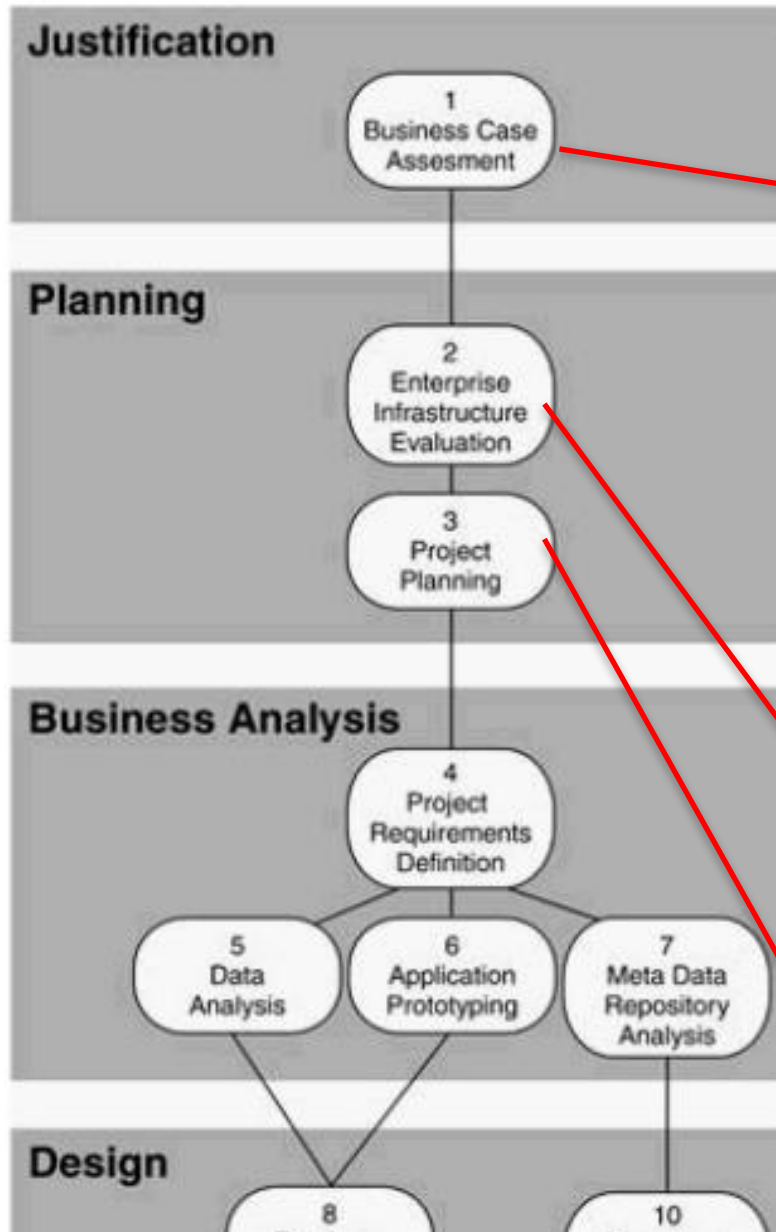 Justification
1
Business Case
Assesment
Planning
2
Enterprise
Infrastructure
Evaluation
3
Project
Planning
Business Analysis
4
Project
Requirements
Definition
5
Data
Analysis
6
Application
Prototyping
7
Meta Data
Repository
Analysis
Design
8
10